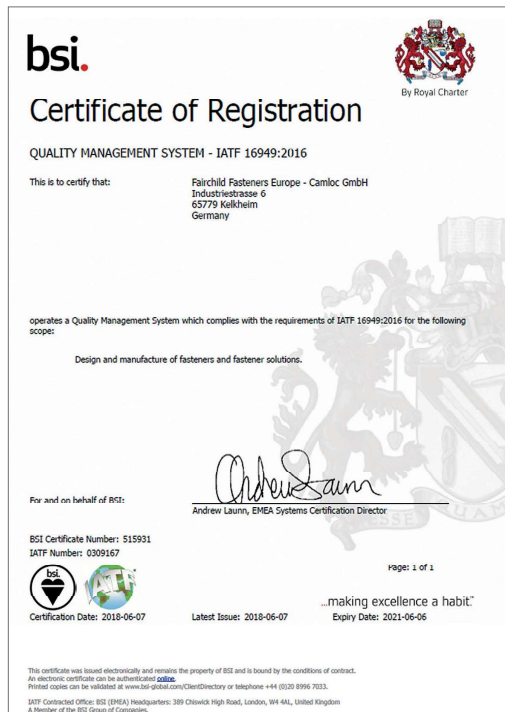 bsi.
By Royal Charter
Certificate of Registration
QUALITY MANAGEMENT SYSTEM - IATF 16949:2016
This is to certify that:
Fairchild Fasteners Europe - Camloc GmbH
Industriestrasse 6
65779 Kelkheim
Germany
operates a Quality Management System which complies with the requirements of IATF 16949:2016 for the following
scope:
Design and manufacture of fasteners and fastener solutions.
For and on behalf of BSI:
Andrew Launn, EMEA Systems Certification Director
BSI Certificate Number: 515931
IATF Number: 0309167
Page: 1 of 1
bsi.
IATF
...making excellence a habit.™
Certification Date: 2018-06-07
Latest Issue: 2018-06-07
Expiry Date: 2021-06-06
This certificate was issued electronically and remains the property of BSI and is bound by the conditions of contract.
An electronic certificate can be authenticated online.
Printed copies can be validated at www.bsi-global.com/ClientDirectory or telephone +44 (0)20 8996 7033.
IATF Contracted Office: BSI (EMEA) Headquarters: 389 Chiswick High Road, London, W4 4AL, United Kingdom
A Member of the BSI Group of Companies.